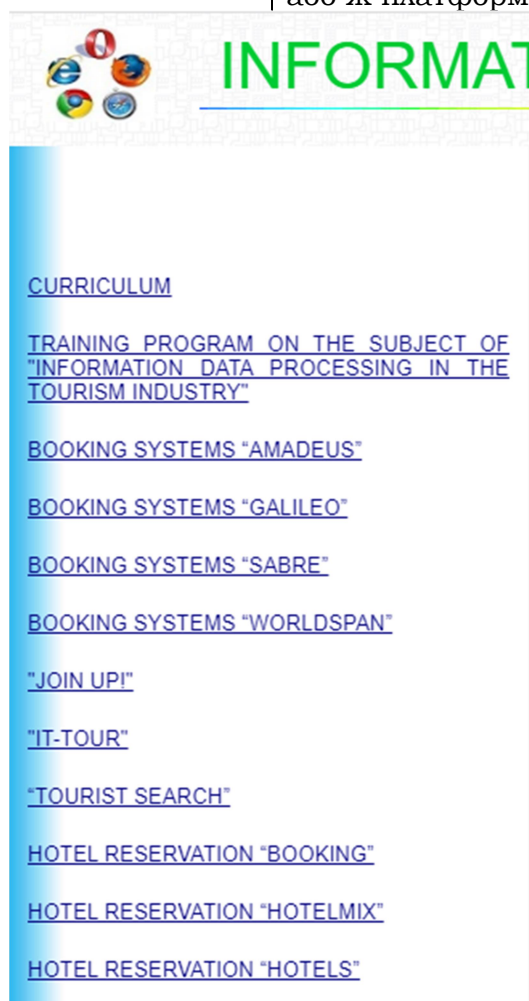 або ж платформ
INFORMAT
CURRICULUM
TRAINING PROGRAM ON THE SUBJECT OF
"INFORMATION DATA PROCESSING IN THE
TOURISM INDUSTRY"
BOOKING SYSTEMS “AMADEUS”
BOOKING SYSTEMS “GALILEO”
BOOKING SYSTEMS “SABRE”
BOOKING SYSTEMS “WORLDSPAN”
"JOIN UP!"
"IT-TOUR"
“TOURIST SEARCH”
HOTEL RESERVATION “BOOKING”
HOTEL RESERVATION “HOTELMIX”
HOTEL RESERVATION “HOTELS”